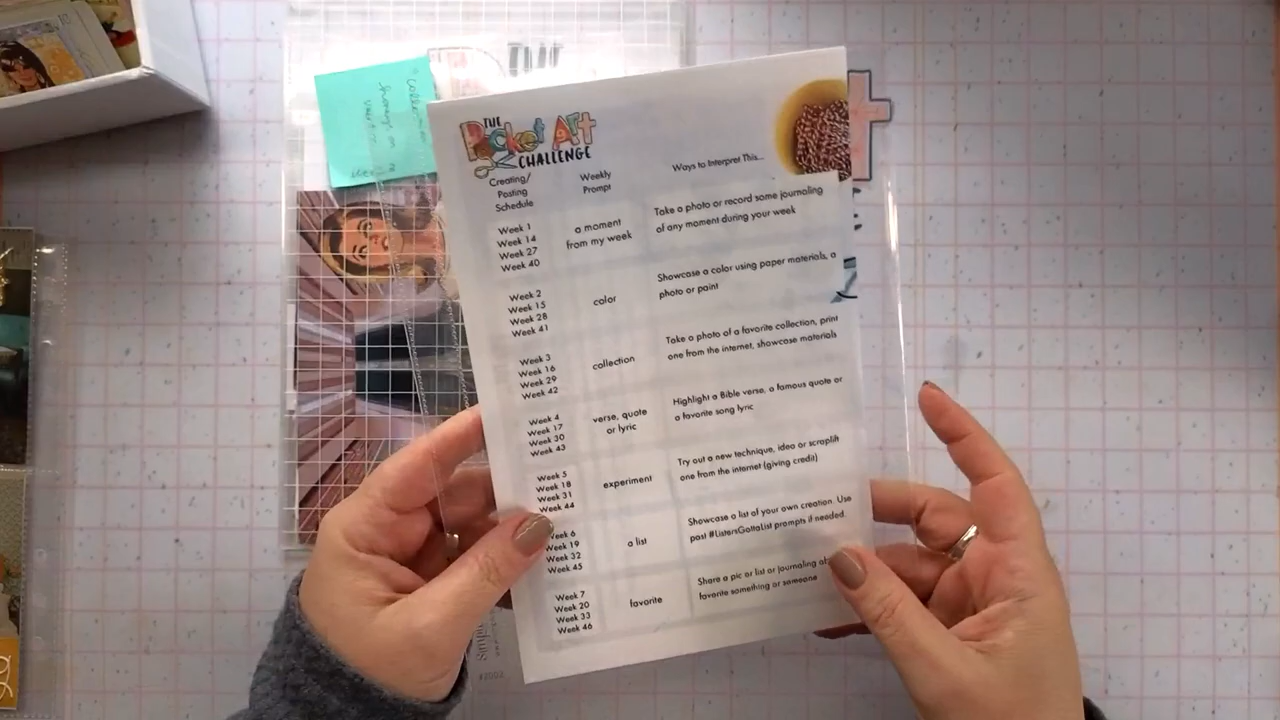 THE
Pocket Art
CHALLENGE
Creating/
Posting
Schedule
Weekly
Prompt
Ways to Interpret This...
Week 1
Week 14
Week 27
Week 40
a moment
from my week
Take a photo or record some journaling
of any moment during your week
Week 2
Week 15
Week 28
Week 41
color
Showcase a color using paper materials, a
photo or paint
Week 3
Week 16
Week 29
Week 42
collection
Take a photo of a favorite collection, print
one from the internet, showcase materials
Week 4
Week 17
Week 30
Week 43
verse, quote
or lyric
Highlight a Bible verse, a famous quote or
a favorite song lyric
Week 5
Week 18
Week 31
Week 44
experiment
Try out a new technique, idea or scraplift
one from the internet (giving credit)
Week 6
Week 19
Week 32
Week 45
a list
Showcase a list of your own creation. Use
past #ListersGottaList prompts if needed.
Week 7
Week 20
Week 33
Week 46
favorite
Share a pic or list or journaling
favorite something or someone